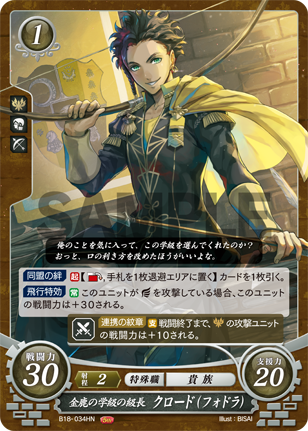 1
SAMPLE
俺のことを気に入って、この学級を選んでくれたのか?
おっと、口の利き方を改めたほうがいいよな。
同盟の絆 起【 手札を1枚退避エリアに置く】カードを1枚引く。
飛行特効 常 このユニットが を攻撃している場合、このユニット
の戦闘力は+30される。
連携の紋章 支 戦闘終了まで、 の攻撃ユニット
の戦闘力は+10される。
戦闘力
30
射程 2
特殊職
貴族
支援力
20
金鹿の学級の級長 クロード(フォドラ)
B18-034HN
Illust:BISAI